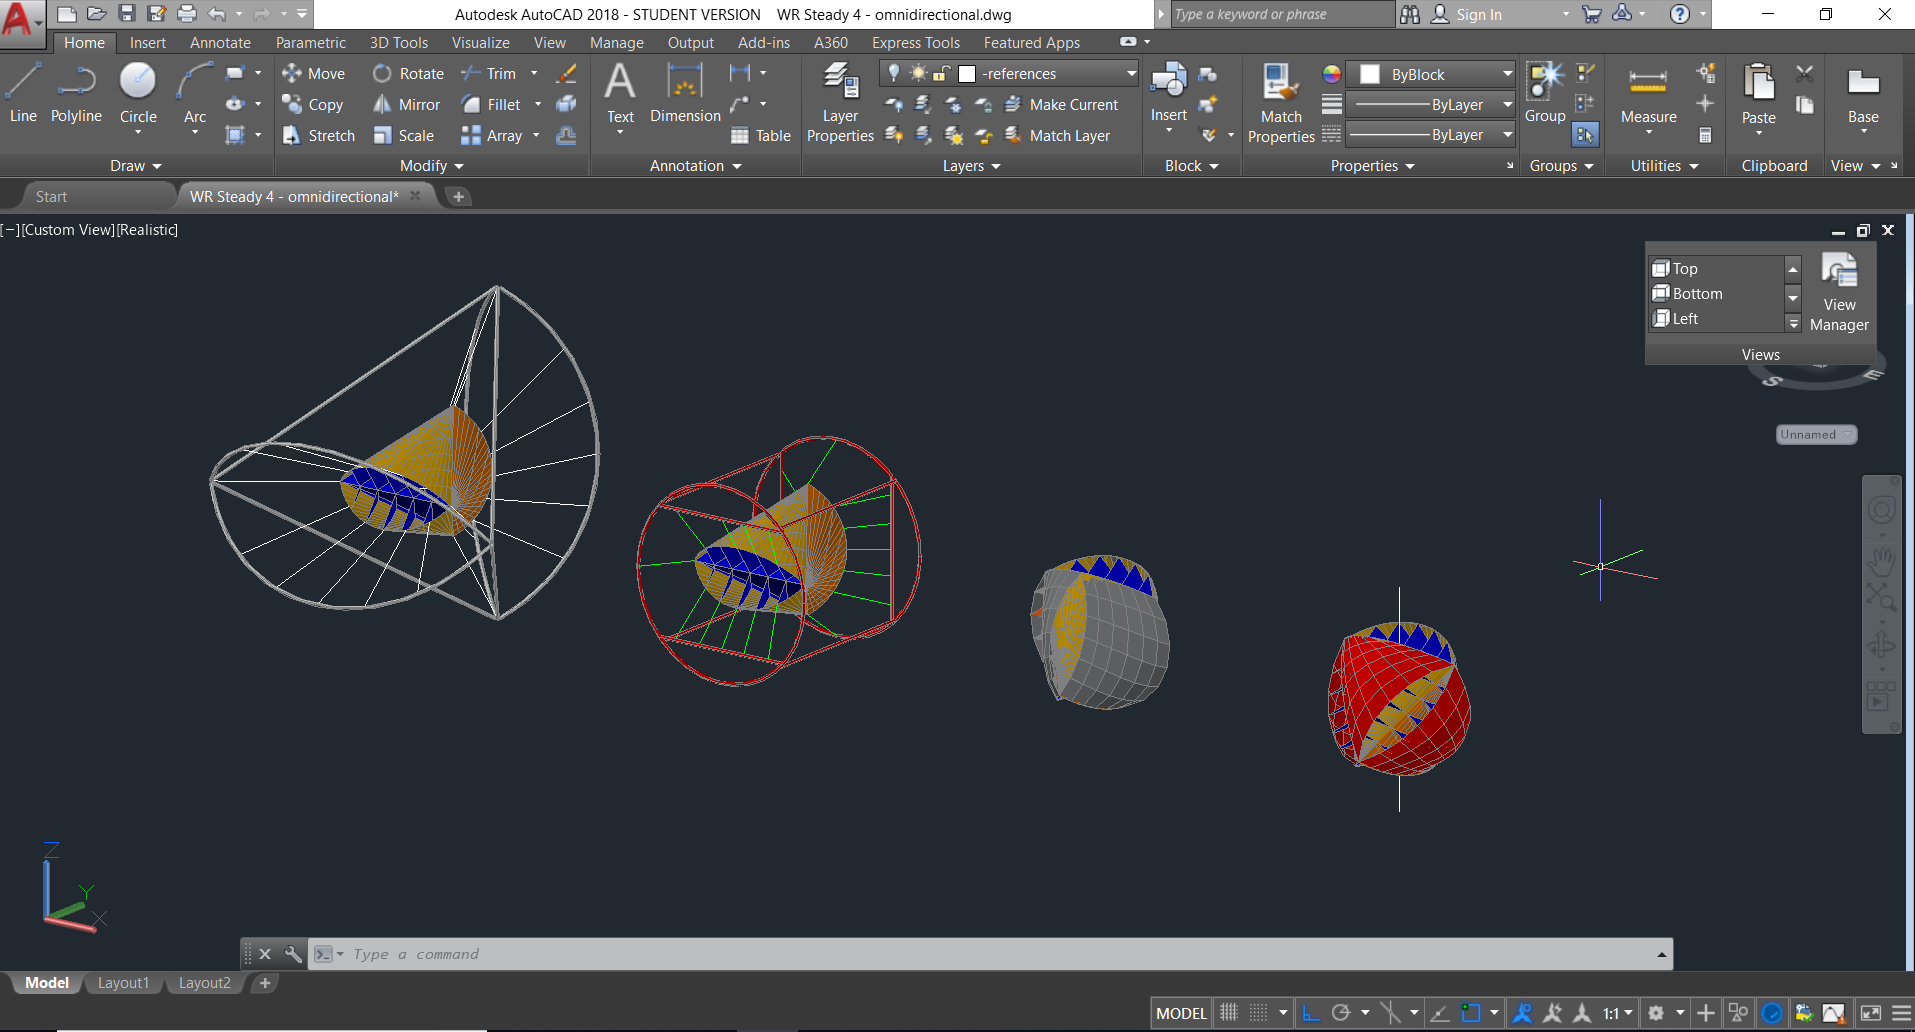 Autodesk AutoCAD 2018 - STUDENT VERSION    WR Steady 4 - omnidirectional.dwg
Type a keyword or phrase
Sign In
Home Insert Annotate Parametric 3D Tools Visualize View Manage Output Add-ins A360 Express Tools Featured Apps
Line
Polyline
Circle
Arc
Draw
Move
Rotate
Trim
Copy
Mirror
Fillet
Stretch
Scale
Array
Modify
Text
Dimension
Table
Annotation
Layer
Properties
-references
Make Current
Match Layer
Layers
Insert
Block
Match
Properties
ByBlock
ByLayer
ByLayer
Properties
Group
Groups
Measure
Utilities
Paste
Clipboard
Base
View
Start
WR Steady 4 - omnidirectional*
[−][Custom View][Realistic]
Top
Bottom
Left
View
Manager
Views
S
E
Unnamed
Z
Y
X
Type a command
Model
Layout1
Layout2
MODEL
1:1